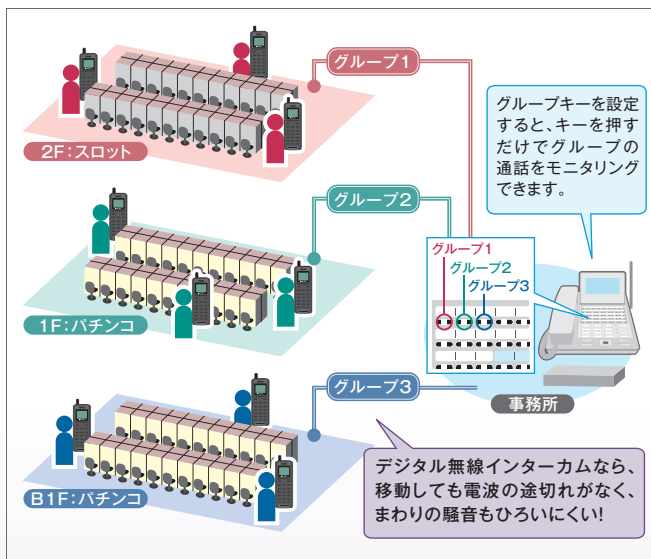 グループ1
2F：スロット
グループキーを設定
すると、キーを押す
だけでグループの
通話をモニタリング
できます。
グループ2
1F：パチンコ
グループ1
グループ2
グループ3
事務所
グループ3
B1F：パチンコ
デジタル無線インターカムなら、
移動しても電波の途切れがなく、
まわりの騒音もひろいにくい!